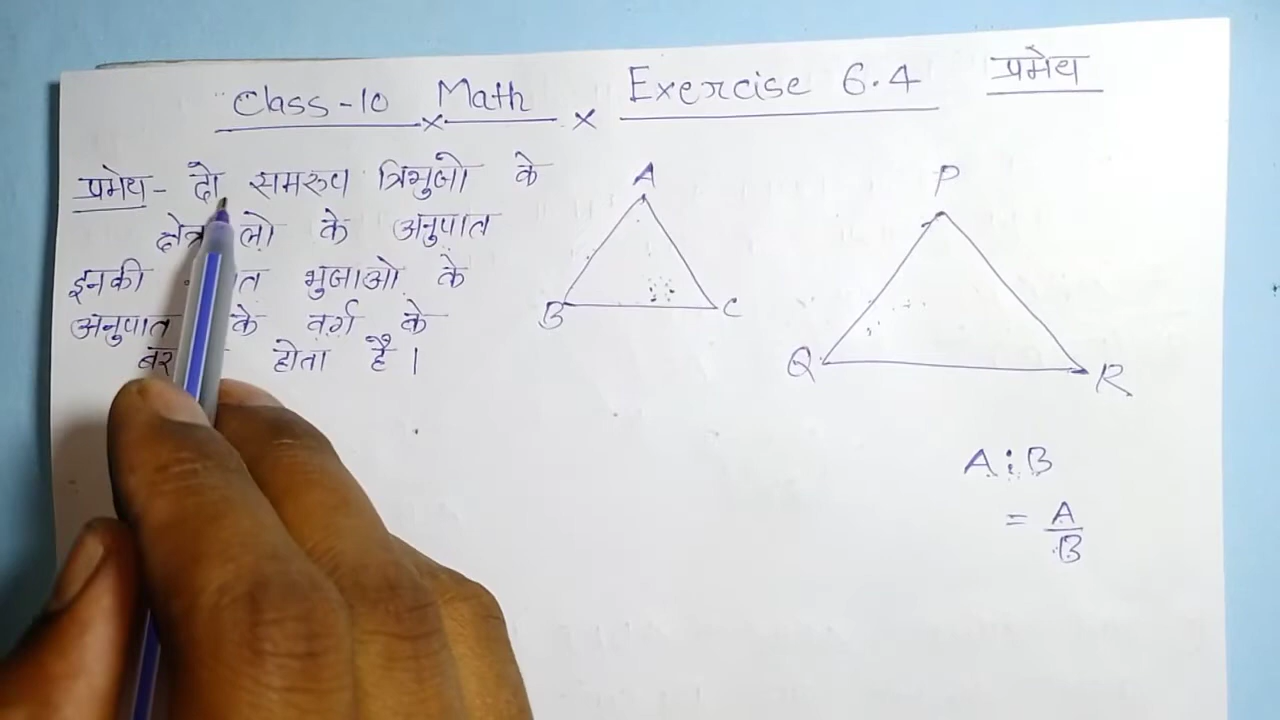 Class-10 Math Exercise 6.4 प्रमेय
प्रमेय- दो समरुप त्रिभुजो के
के अनुपात
इनकी भुजाओ के
अनुपात के वर्ग के
होता है।
A
B C
P
Q R
A:B
= A
B